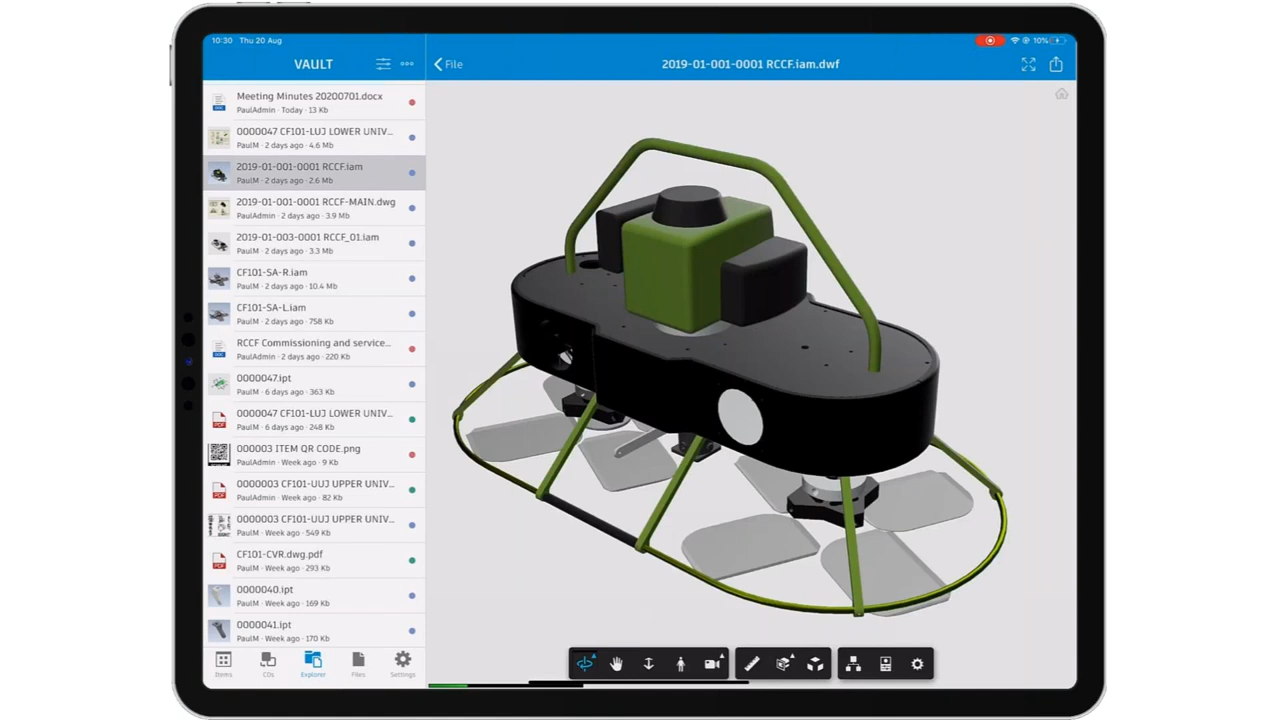 10:30 Thu 20 Aug
10%
VAULT
File
2019-01-001-0001 RCCF.iam.dwf
Meeting Minutes 20200701.docx
PaulAdmin · Today · 13 Kb
0000047 CF101-LUJ LOWER UNIV...
PaulM · 2 days ago · 4.6 Mb
2019-01-001-0001 RCCF.iam
PaulM · 2 days ago · 2.6 Mb
2019-01-001-0001 RCCF-MAIN.dwg
PaulAdmin · 2 days ago · 3.9 Mb
2019-01-003-0001 RCCF_01.iam
PaulM · 2 days ago · 3.3 Mb
CF101-SA-R.iam
PaulM · 2 days ago · 10.4 Mb
CF101-SA-L.iam
PaulM · 2 days ago · 758 Kb
DOC
RCCF Commissioning and service...
PaulAdmin · 2 days ago · 220 Kb
0000047.ipt
PaulM · 6 days ago · 363 Kb
PDF
0000047 CF101-LUJ LOWER UNIV...
PaulM · 6 days ago · 248 Kb
000003 ITEM QR CODE.png
PaulAdmin · Week ago · 9 Kb
PDF
0000003 CF101-UUJ UPPER UNIV...
PaulAdmin · Week ago · 82 Kb
0000003 CF101-UUJ UPPER UNIV...
PaulM · Week ago · 549 Kb
PDF
CF101-CVR.dwg.pdf
PaulM · Week ago · 293 Kb
0000040.ipt
PaulM · Week ago · 169 Kb
0000041.ipt
PaulM · Week ago · 170 Kb
Items
COs
Explorer
Files
Settings